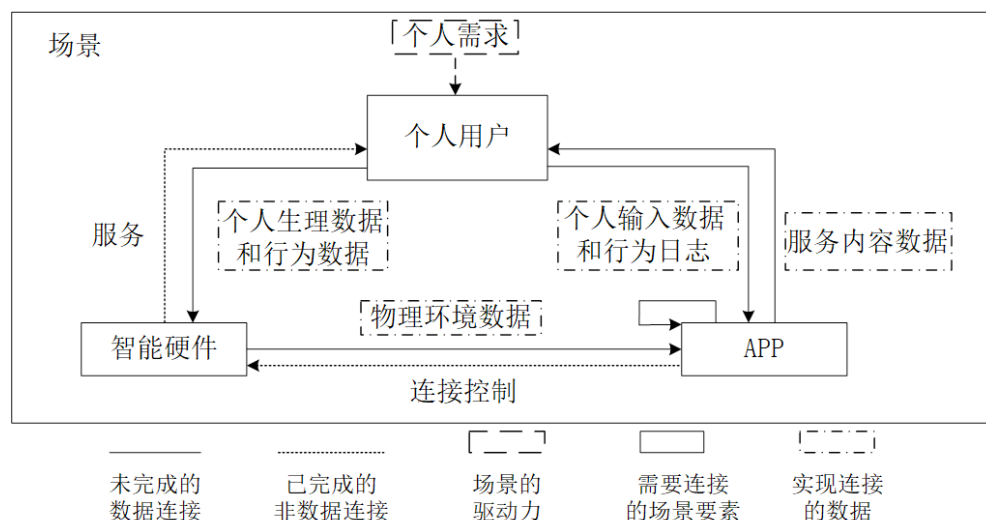 场景
个人需求
个人用户
服务
个人生理数据
和行为数据
个人输入数据
和行为日志
服务内容数据
物理环境数据
智能硬件
APP
连接控制
未完成的
数据连接
已完成的
非数据连接
场景的
驱动力
需要连接
的场景要素
实现连接
的数据